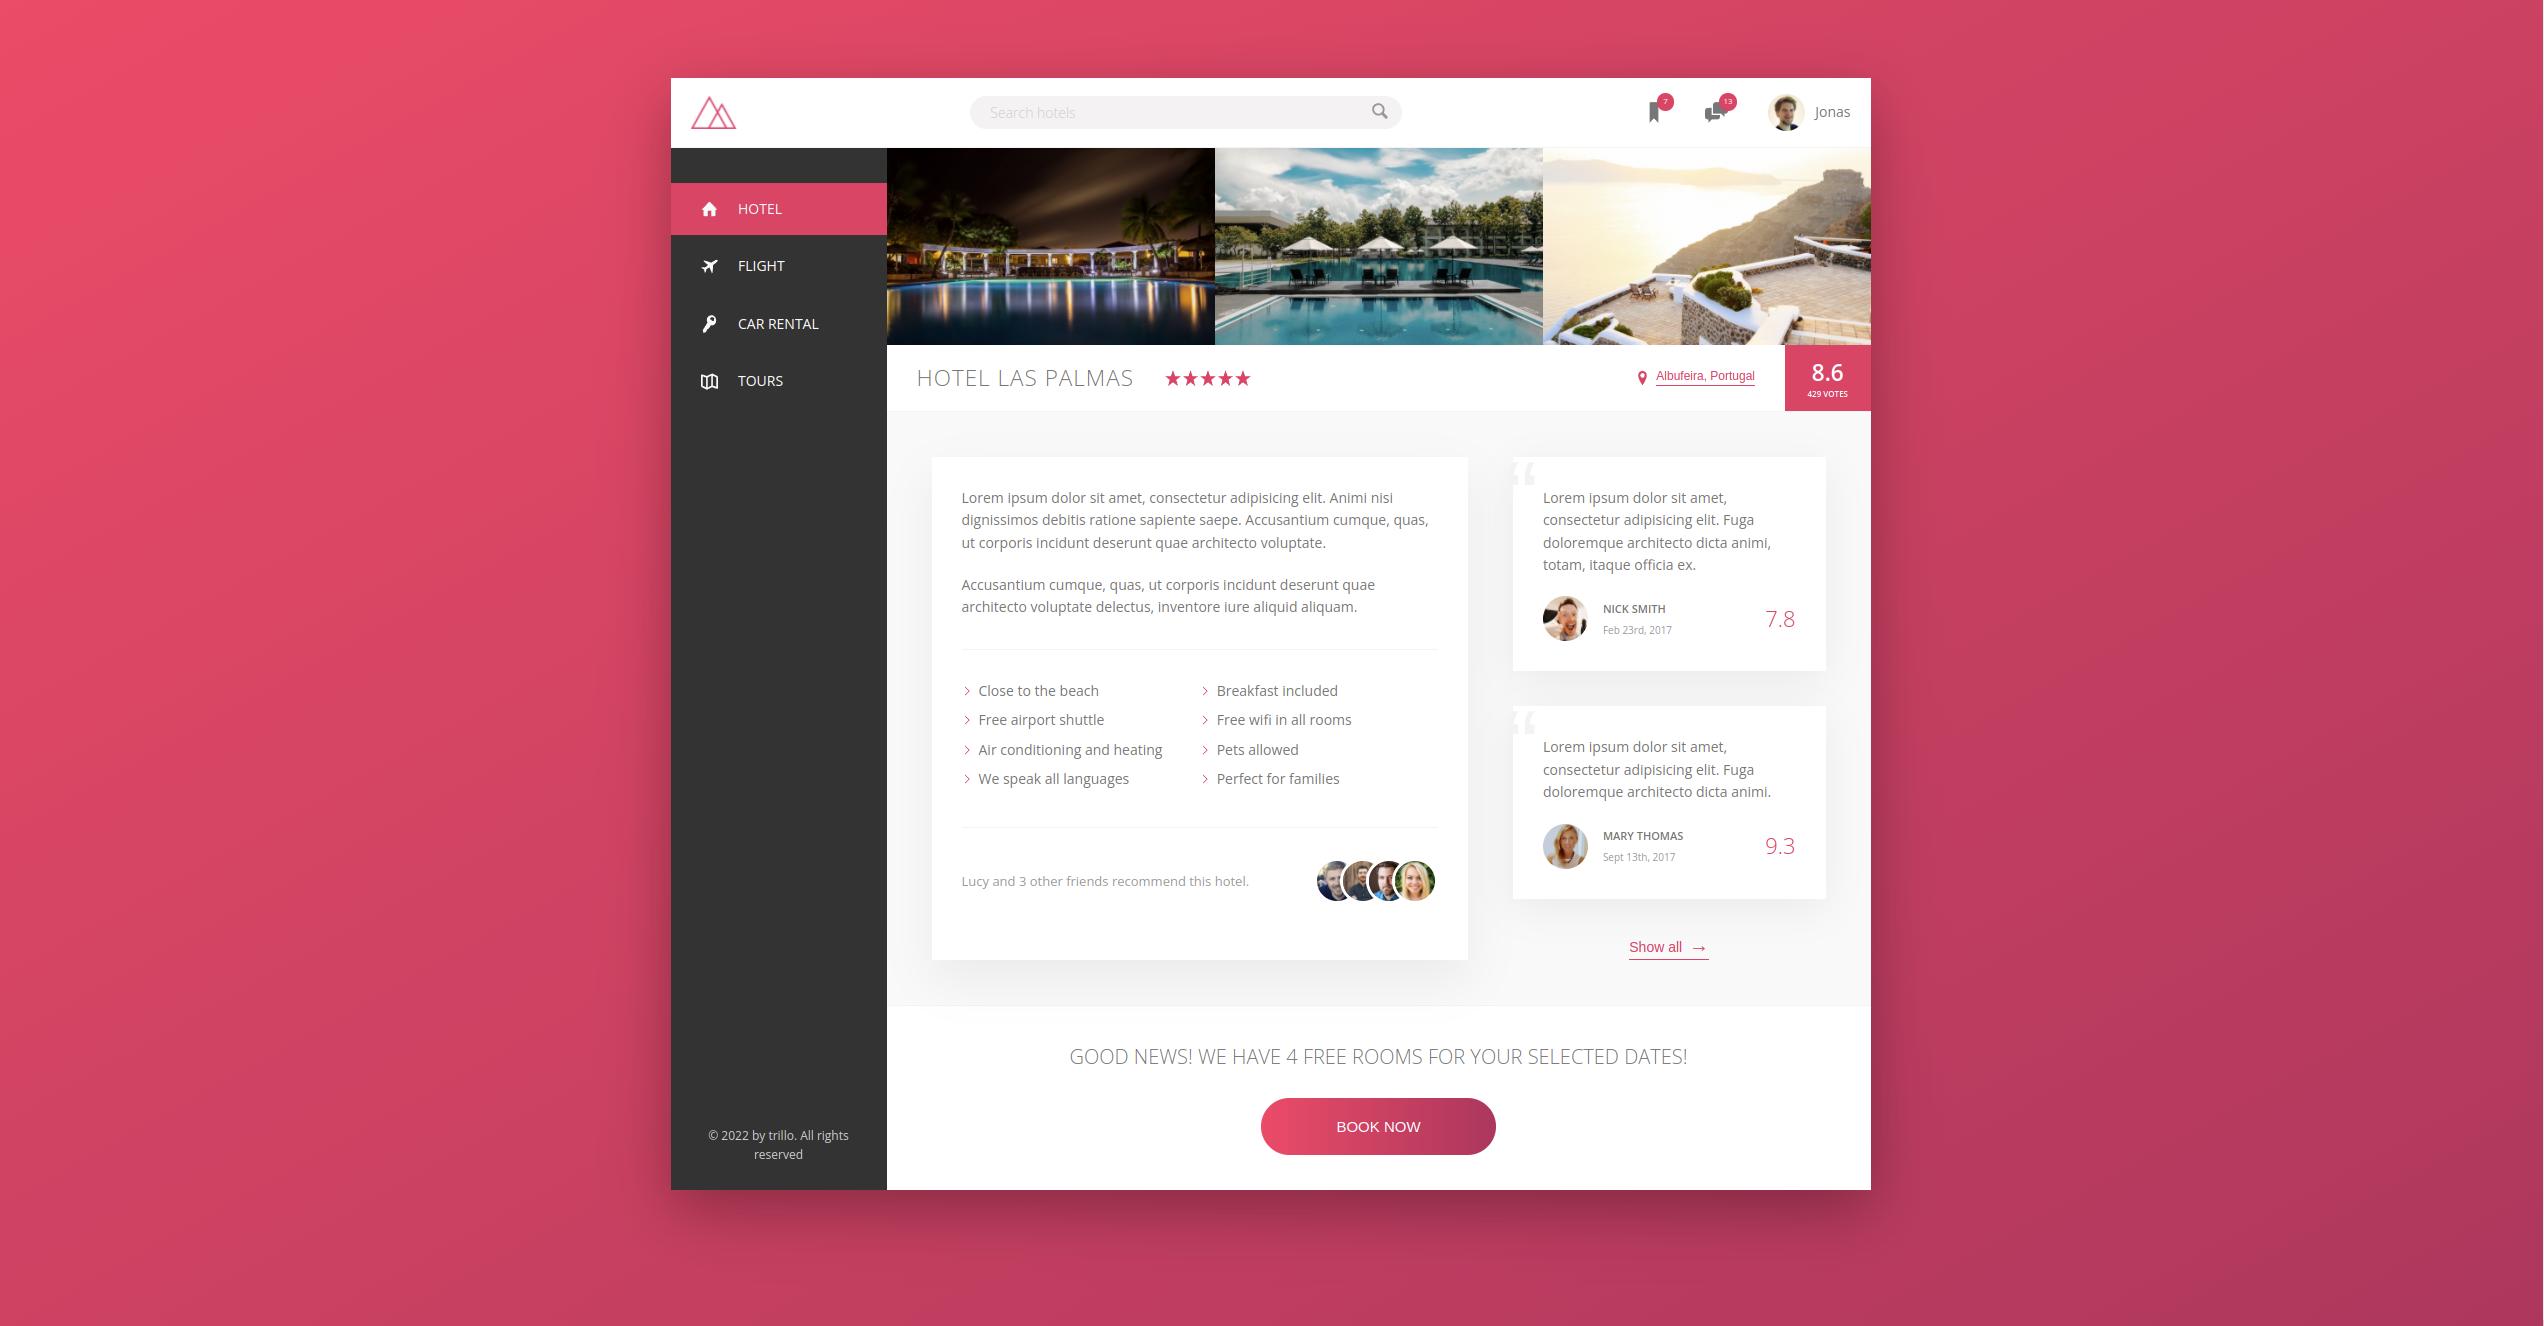 Search hotels
7
13
Jonas
HOTEL
FLIGHT
CAR RENTAL
TOURS
© 2022 by trillo. All rights
reserved
HOTEL LAS PALMAS
Albufeira, Portugal
8.6
429 VOTES
Lorem ipsum dolor sit amet, consectetur adipisicing elit. Animi nisi
dignissimos debitis ratione sapiente saepe. Accusantium cumque, quas,
ut corporis incidunt deserunt quae architecto voluptate.
Accusantium cumque, quas, ut corporis incidunt deserunt quae
architecto voluptate delectus, inventore iure aliquid aliquam.
Close to the beach
Breakfast included
Free airport shuttle
Free wifi in all rooms
Air conditioning and heating
Pets allowed
We speak all languages
Perfect for families
Lucy and 3 other friends recommend this hotel.
“
Lorem ipsum dolor sit amet,
consectetur adipisicing elit. Fuga
doloremque architecto dicta animi,
totam, itaque officia ex.
NICK SMITH
Feb 23rd, 2017
7.8
“
Lorem ipsum dolor sit amet,
consectetur adipisicing elit. Fuga
doloremque architecto dicta animi.
MARY THOMAS
Sept 13th, 2017
9.3
Show all →
GOOD NEWS! WE HAVE 4 FREE ROOMS FOR YOUR SELECTED DATES!
BOOK NOW